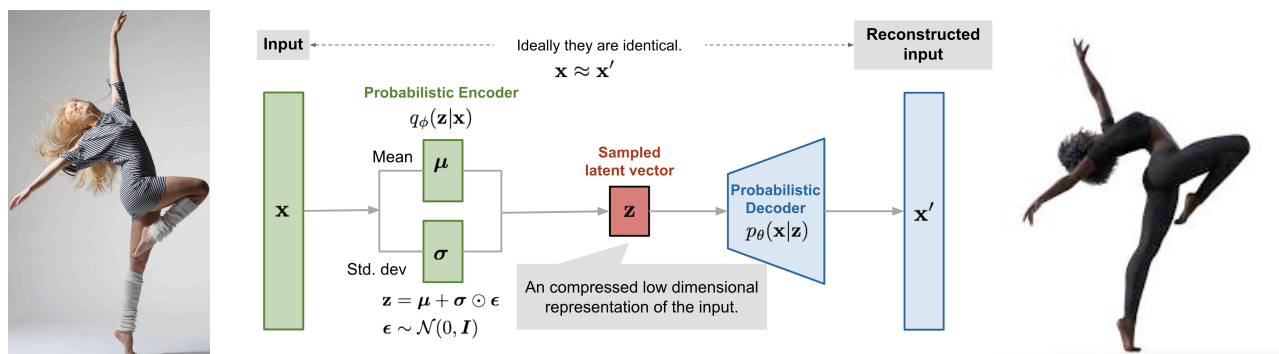 Input
Ideally they are identical.
x ≈ x′
Reconstructed
input
Probabilistic Encoder
qϕ(z|x)
Mean
μ
x
Std. dev
σ
z = μ + σ ⊙ ϵ
ϵ ∼ N(0, I)
Sampled
latent vector
z
An compressed low dimensional
representation of the input.
Probabilistic
Decoder
pθ(x|z)
x′